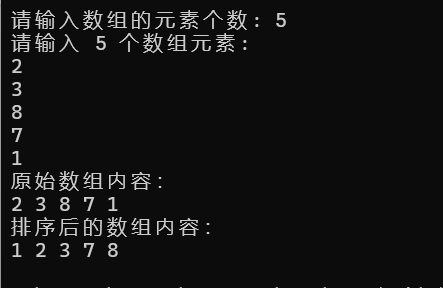 请输入数组的元素个数: 5
请输入 5 个数组元素:
2
3
8
7
1
原始数组内容:
2 3 8 7 1
排序后的数组内容:
1 2 3 7 8